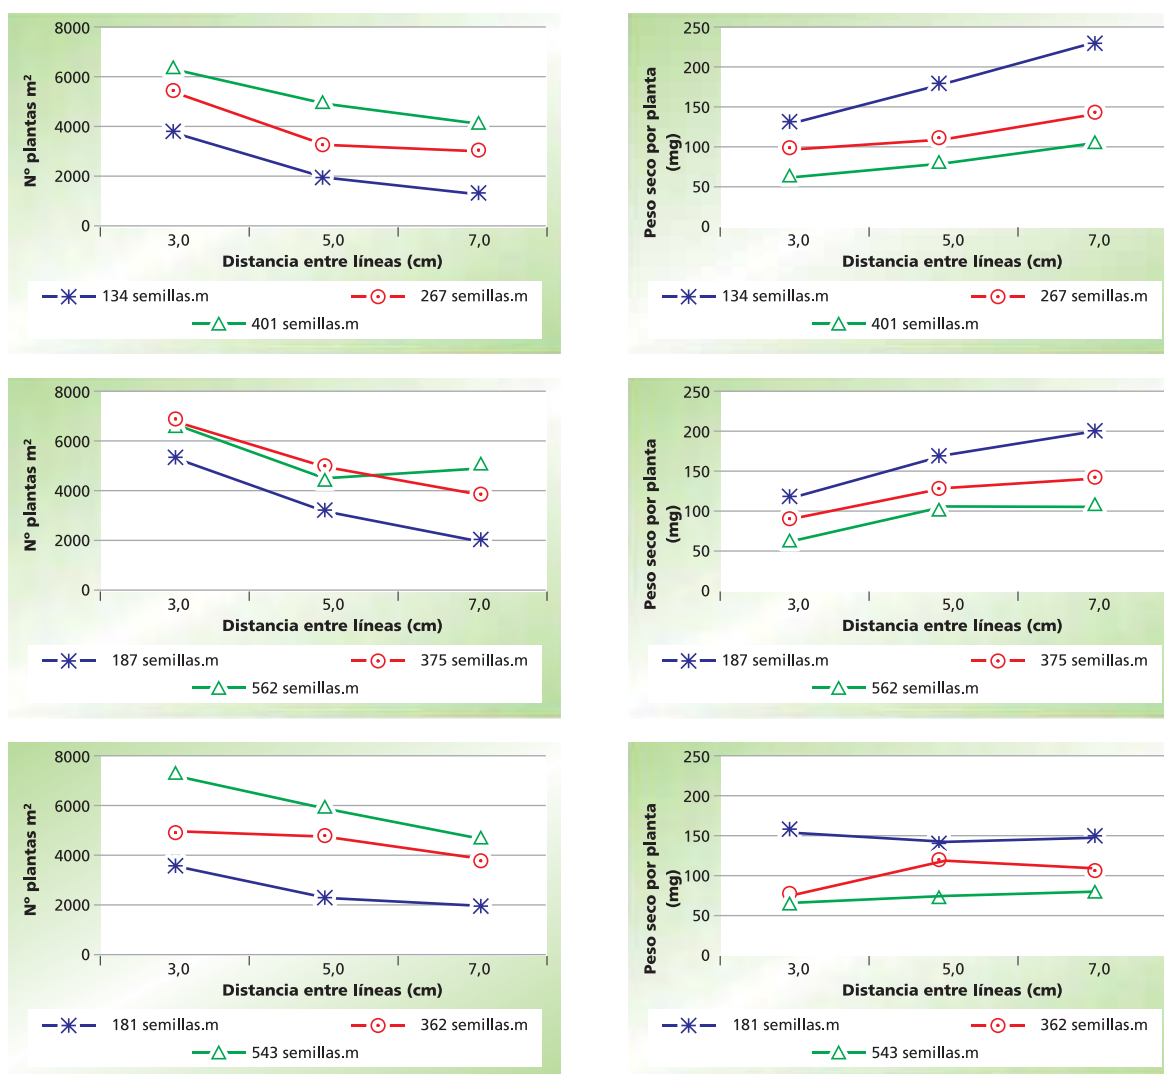 8000
6000
4000
2000
0
N° plantas m²
3,0 5,0 7,0
Distancia entre líneas (cm)
134 semillas.m 267 semillas.m
401 semillas.m
250
200
150
100
50
0
Peso seco por planta
(mg)
3,0 5,0 7,0
Distancia entre líneas (cm)
134 semillas.m 267 semillas.m
401 semillas.m
8000
6000
4000
2000
0
N° plantas m²
3,0 5,0 7,0
Distancia entre líneas (cm)
187 semillas.m 375 semillas.m
562 semillas.m
250
200
150
100
50
0
Peso seco por planta
(mg)
3,0 5,0 7,0
Distancia entre líneas (cm)
187 semillas.m 375 semillas.m
562 semillas.m
8000
6000
4000
2000
0
N° plantas m²
3,0 5,0 7,0
Distancia entre líneas (cm)
181 semillas.m 362 semillas.m
543 semillas.m
250
200
150
100
50
0
Peso seco por planta
(mg)
3,0 5,0 7,0
Distancia entre líneas (cm)
181 semillas.m 362 semillas.m
543 semillas.m